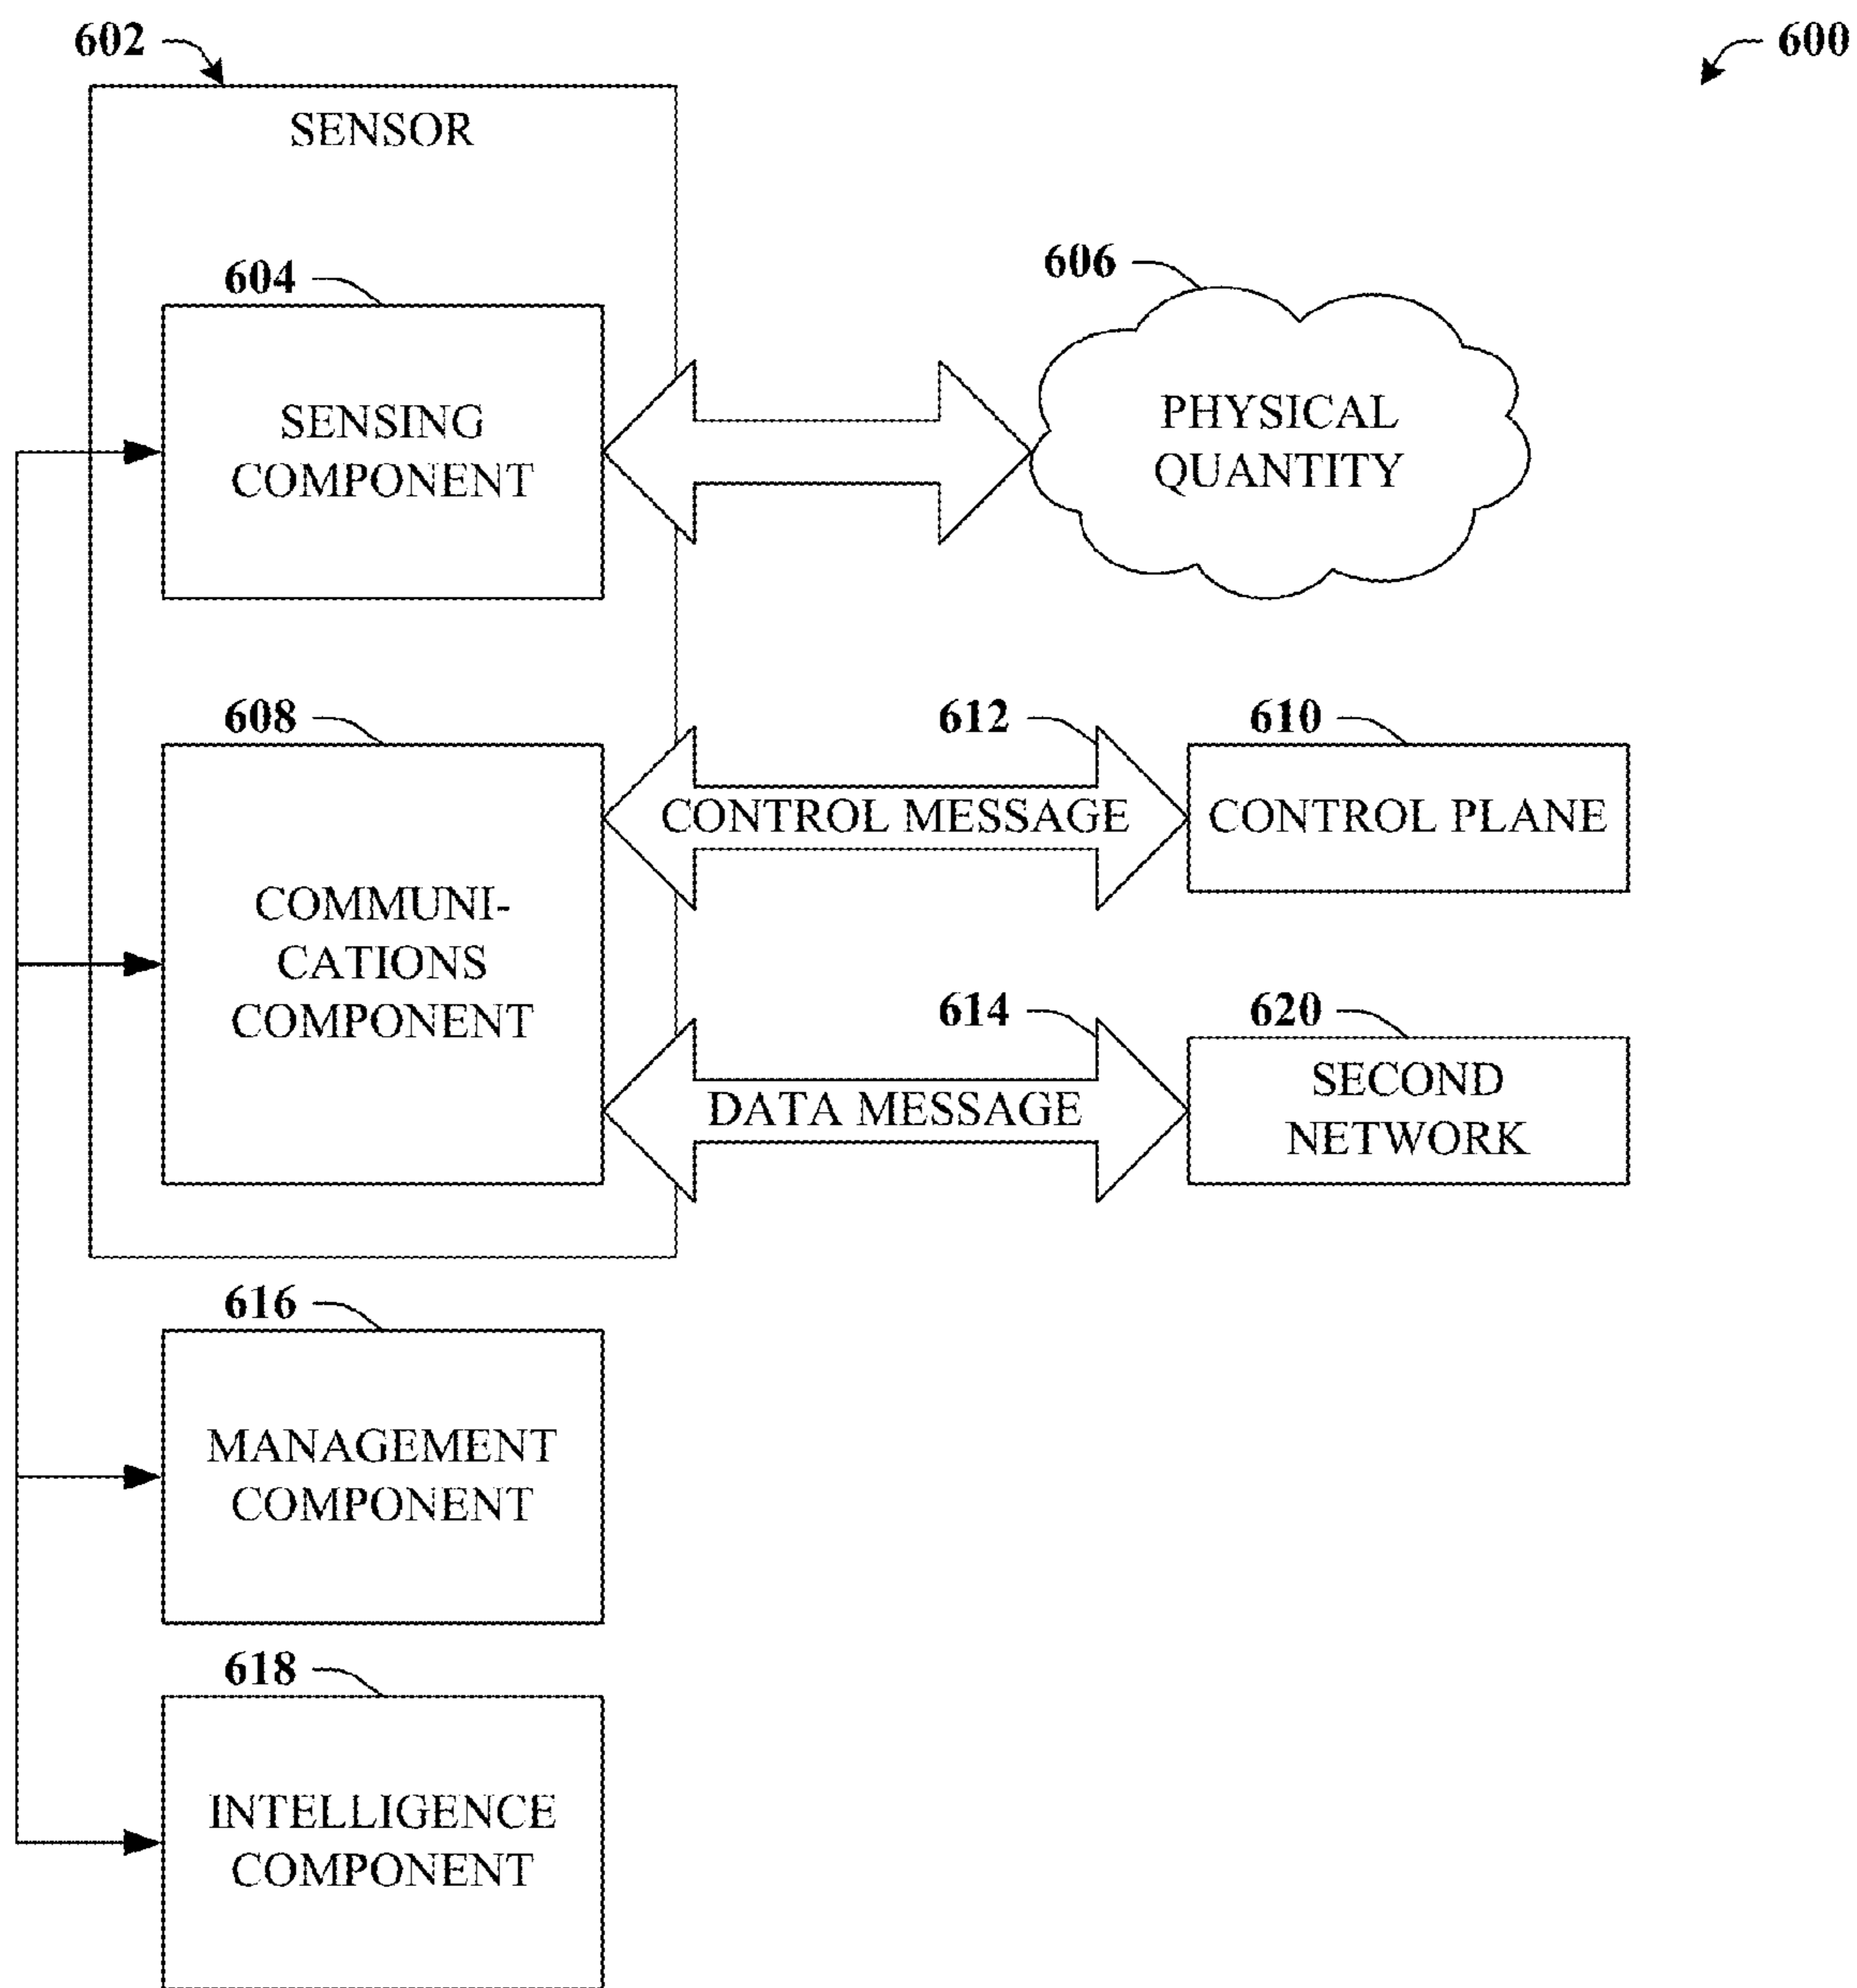 602
600
SENSOR
604
606
SENSING
COMPONENT
PHYSICAL
QUANTITY
608
612
610
CONTROL MESSAGE
CONTROL PLANE
COMMUNI-
CATIONS
COMPONENT
614
620
DATA MESSAGE
SECOND
NETWORK
616
MANAGEMENT
COMPONENT
618
INTELLIGENCE
COMPONENT